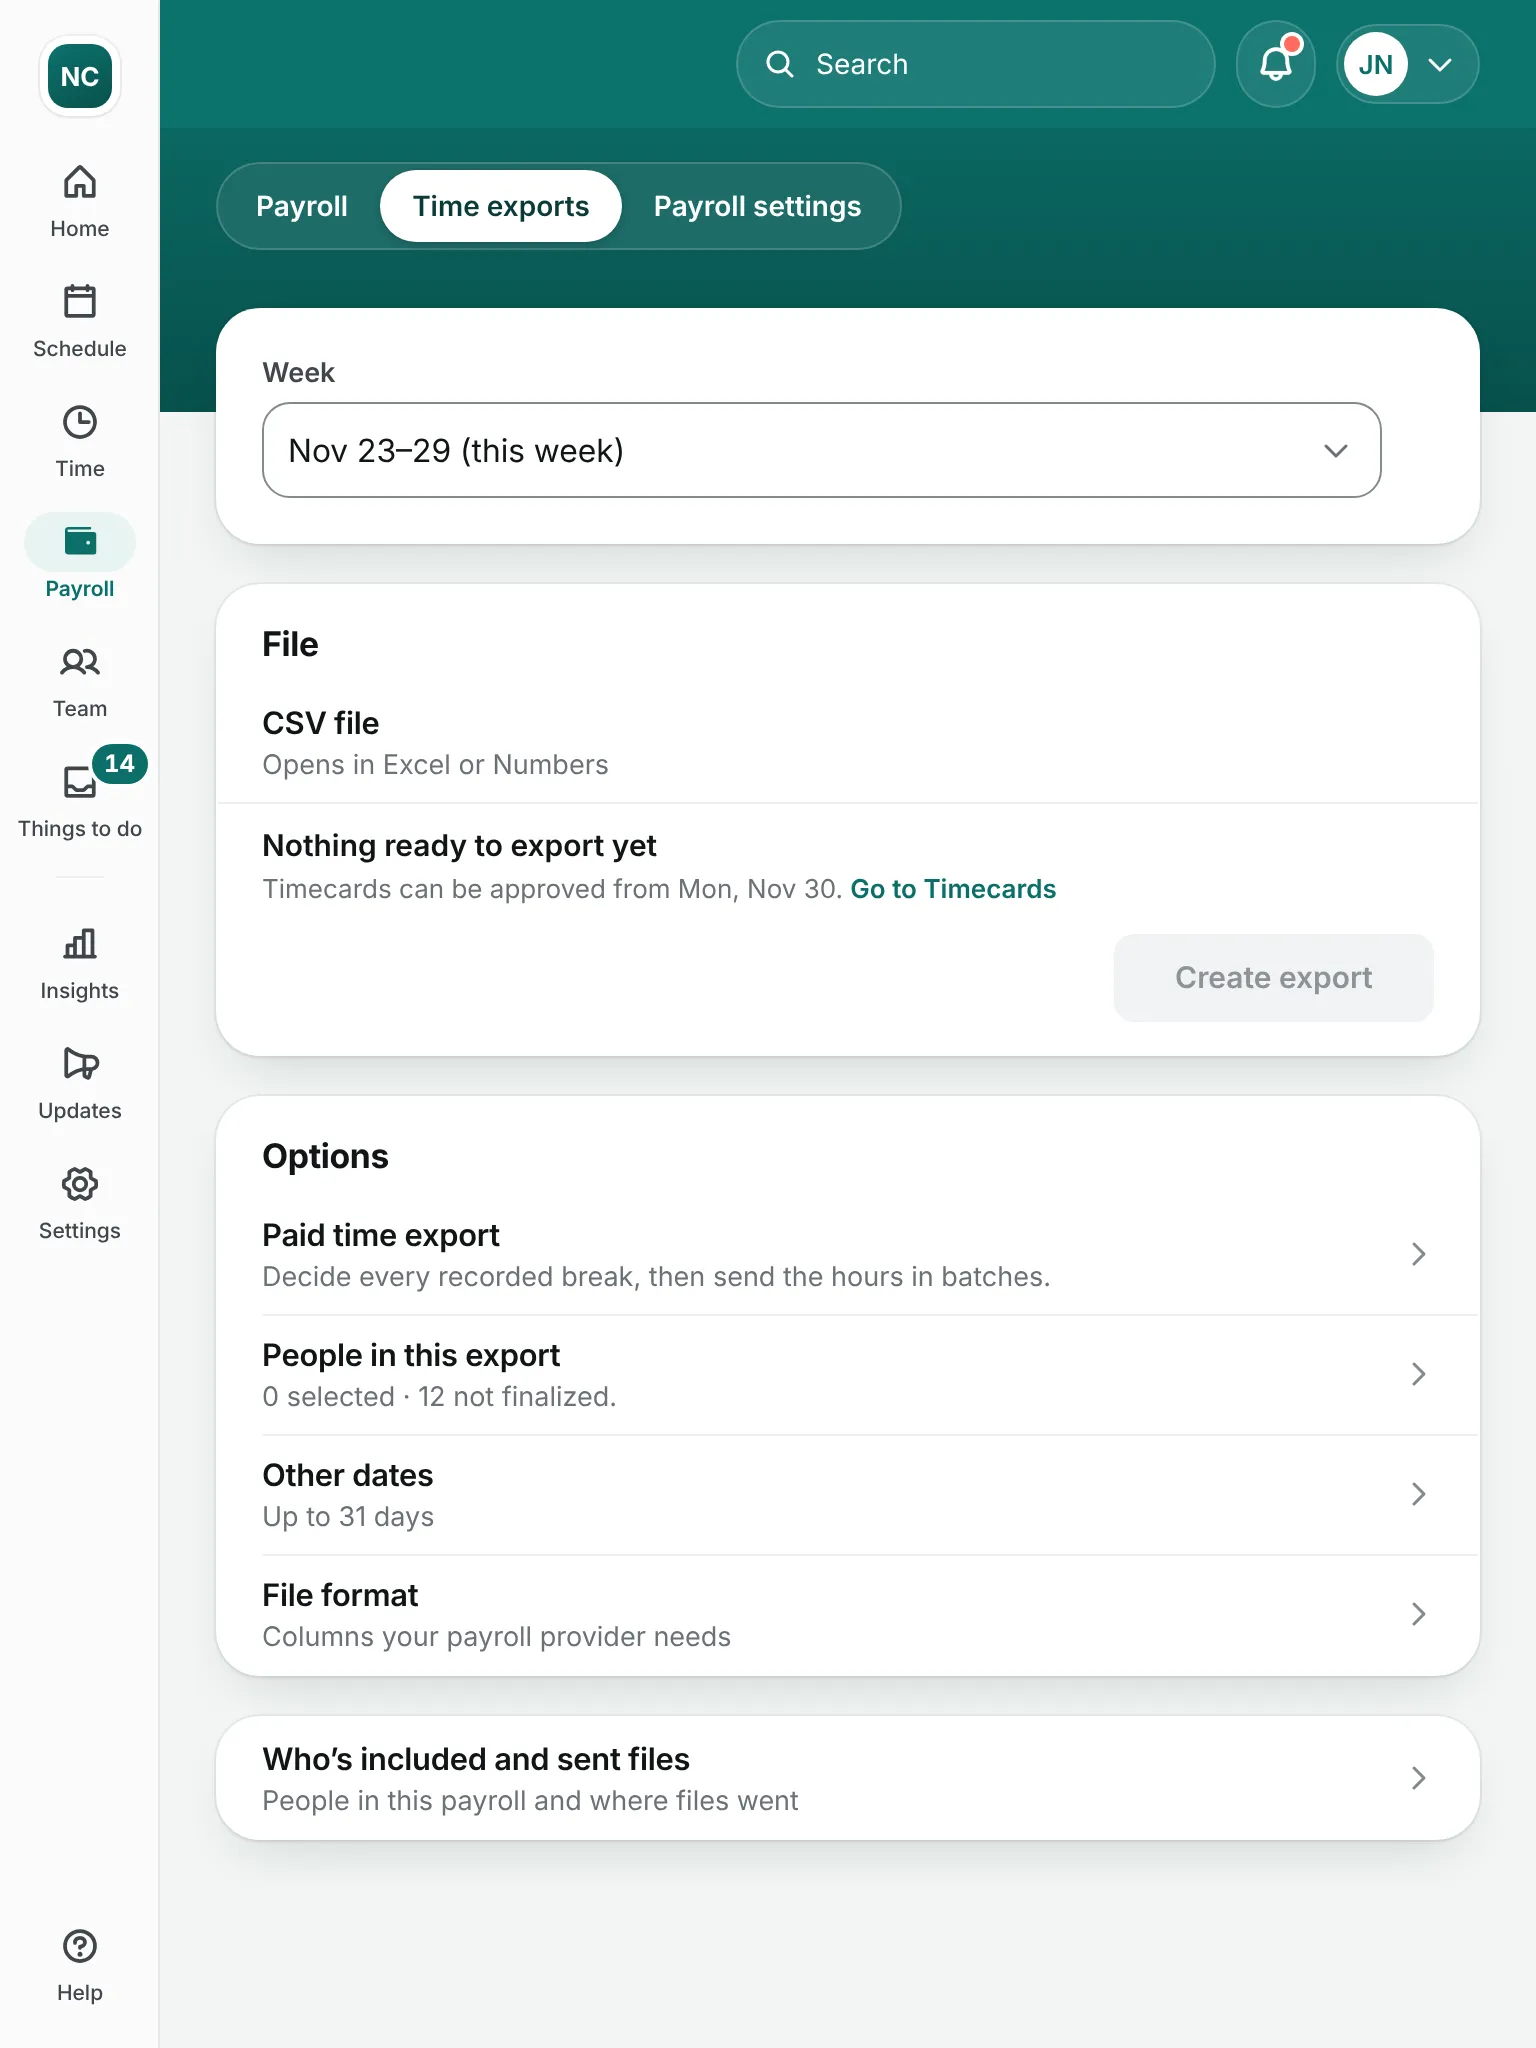 NC
Search
JN
Home
Schedule
Time
Payroll
Team
14
Things to do
Insights
Updates
Settings
Help
Payroll
Time exports
Payroll settings
Week
Nov 23–29 (this week)
File
CSV file
Opens in Excel or Numbers
Nothing ready to export yet
Timecards can be approved from Mon, Nov 30. Go to Timecards
Create export
Options
Paid time export
Decide every recorded break, then send the hours in batches.
People in this export
0 selected · 12 not finalized.
Other dates
Up to 31 days
File format
Columns your payroll provider needs
Who’s included and sent files
People in this payroll and where files went